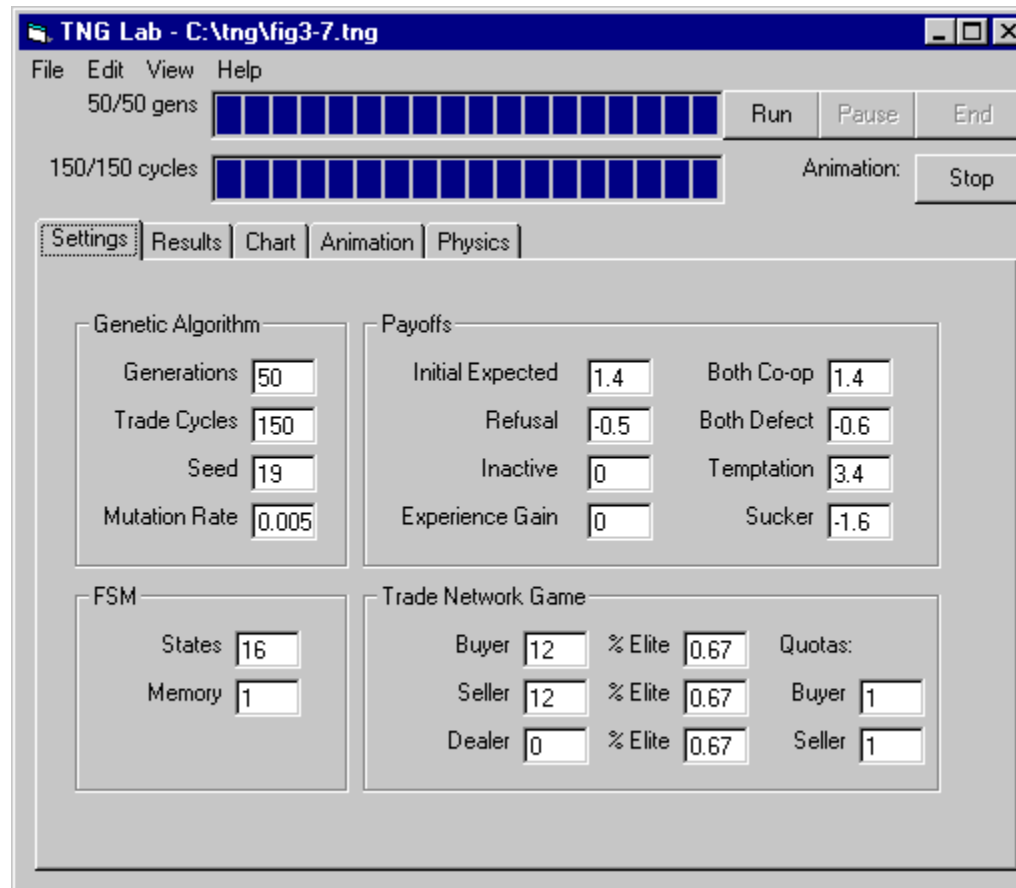 TNG Lab - C:\tng\fig3-7.tng
File Edit View Help
50/50 gens Run Pause End
150/150 cycles Animation: Stop
Settings Results Chart Animation Physics
Genetic Algorithm Payoffs
Generations 50 Initial Expected 1.4 Both Co-op 1.4
Trade Cycles 150 Refusal -0.5 Both Defect -0.6
Seed 19 Inactive 0 Temptation 3.4
Mutation Rate 0.005 Experience Gain 0 Sucker -1.6
FSM Trade Network Game
States 16 Buyer 12 % Elite 0.67 Quotas:
Memory 1 Seller 12 % Elite 0.67 Buyer 1
Dealer 0 % Elite 0.67 Seller 1